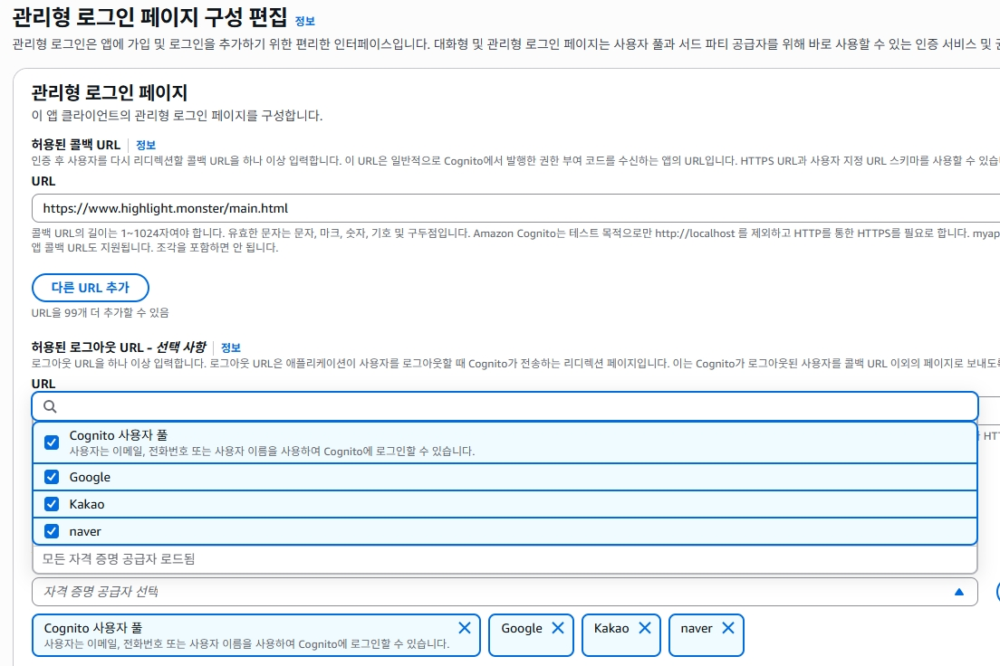 관리형 로그인 페이지 구성 편집 정보
관리형 로그인은 앱에 가입 및 로그인을 추가하기 위한 편리한 인터페이스입니다. 대화형 및 관리형 로그인 페이지는 사용자 풀과 서드 파티 공급자를 위해 바로 사용할 수 있는 인증 서비스 및
관리형 로그인 페이지
이 앱 클라이언트의 관리형 로그인 페이지를 구성합니다.
허용된 콜백 URL 정보
인증 후 사용자를 다시 리디렉션할 콜백 URL을 하나 이상 입력합니다. 이 URL은 일반적으로 Cognito에서 발행한 권한 부여 코드를 수신하는 앱의 URL입니다. HTTPS URL과 사용자 지정 URL 스키마를 사용할 수 있습
URL
https://www.highlight.monster/main.html
콜백 URL의 길이는 1~1024자여야 합니다. 유효한 문자는 문자, 마크, 숫자, 기호 및 구두점입니다. Amazon Cognito는 테스트 목적으로만 http://localhost 를 제외하고 HTTP를 통한 HTTPS를 필요로 합니다. myap
앱 콜백 URL도 지원됩니다. 조각을 포함하면 안 됩니다.
다른 URL 추가
URL을 99개 더 추가할 수 있음
허용된 로그아웃 URL - 선택 사항 정보
로그아웃 URL을 하나 이상 입력합니다. 로그아웃 URL은 애플리케이션이 사용자를 로그아웃할 때 Cognito가 전송하는 리디렉션 페이지입니다. 이는 Cognito가 로그아웃된 사용자를 콜백 URL 이외의 페이지로 보내도록
URL
Cognito 사용자 풀
HTT
사용자는 이메일, 전화번호 또는 사용자 이름을 사용하여 Cognito에 로그인할 수 있습니다.
Google
Kakao
naver
모든 자격 증명 공급자 로드됨
자격 증명 공급자 선택
Cognito 사용자 풀 Google Kakao naver
사용자는 이메일, 전화번호 또는 사용자 이름을 사용하여 Cognito에 로그인할 수 있습니다.